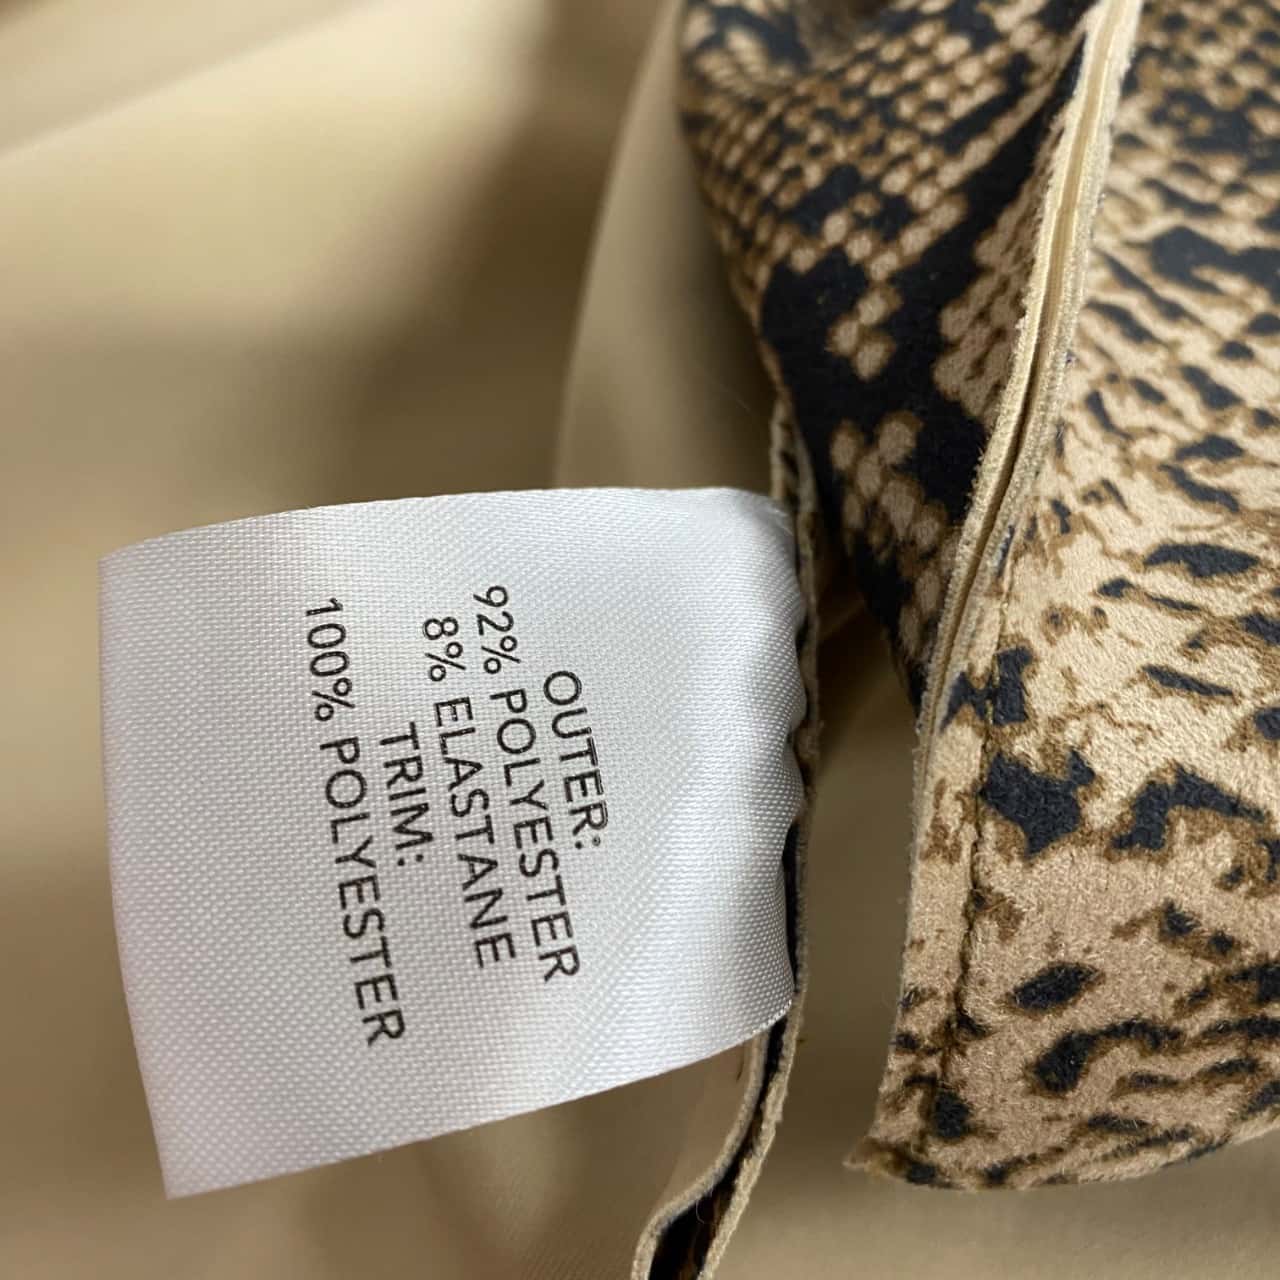 OUTER:
92% POLYESTER
8% ELASTANE
TRIM:
100% POLYESTER